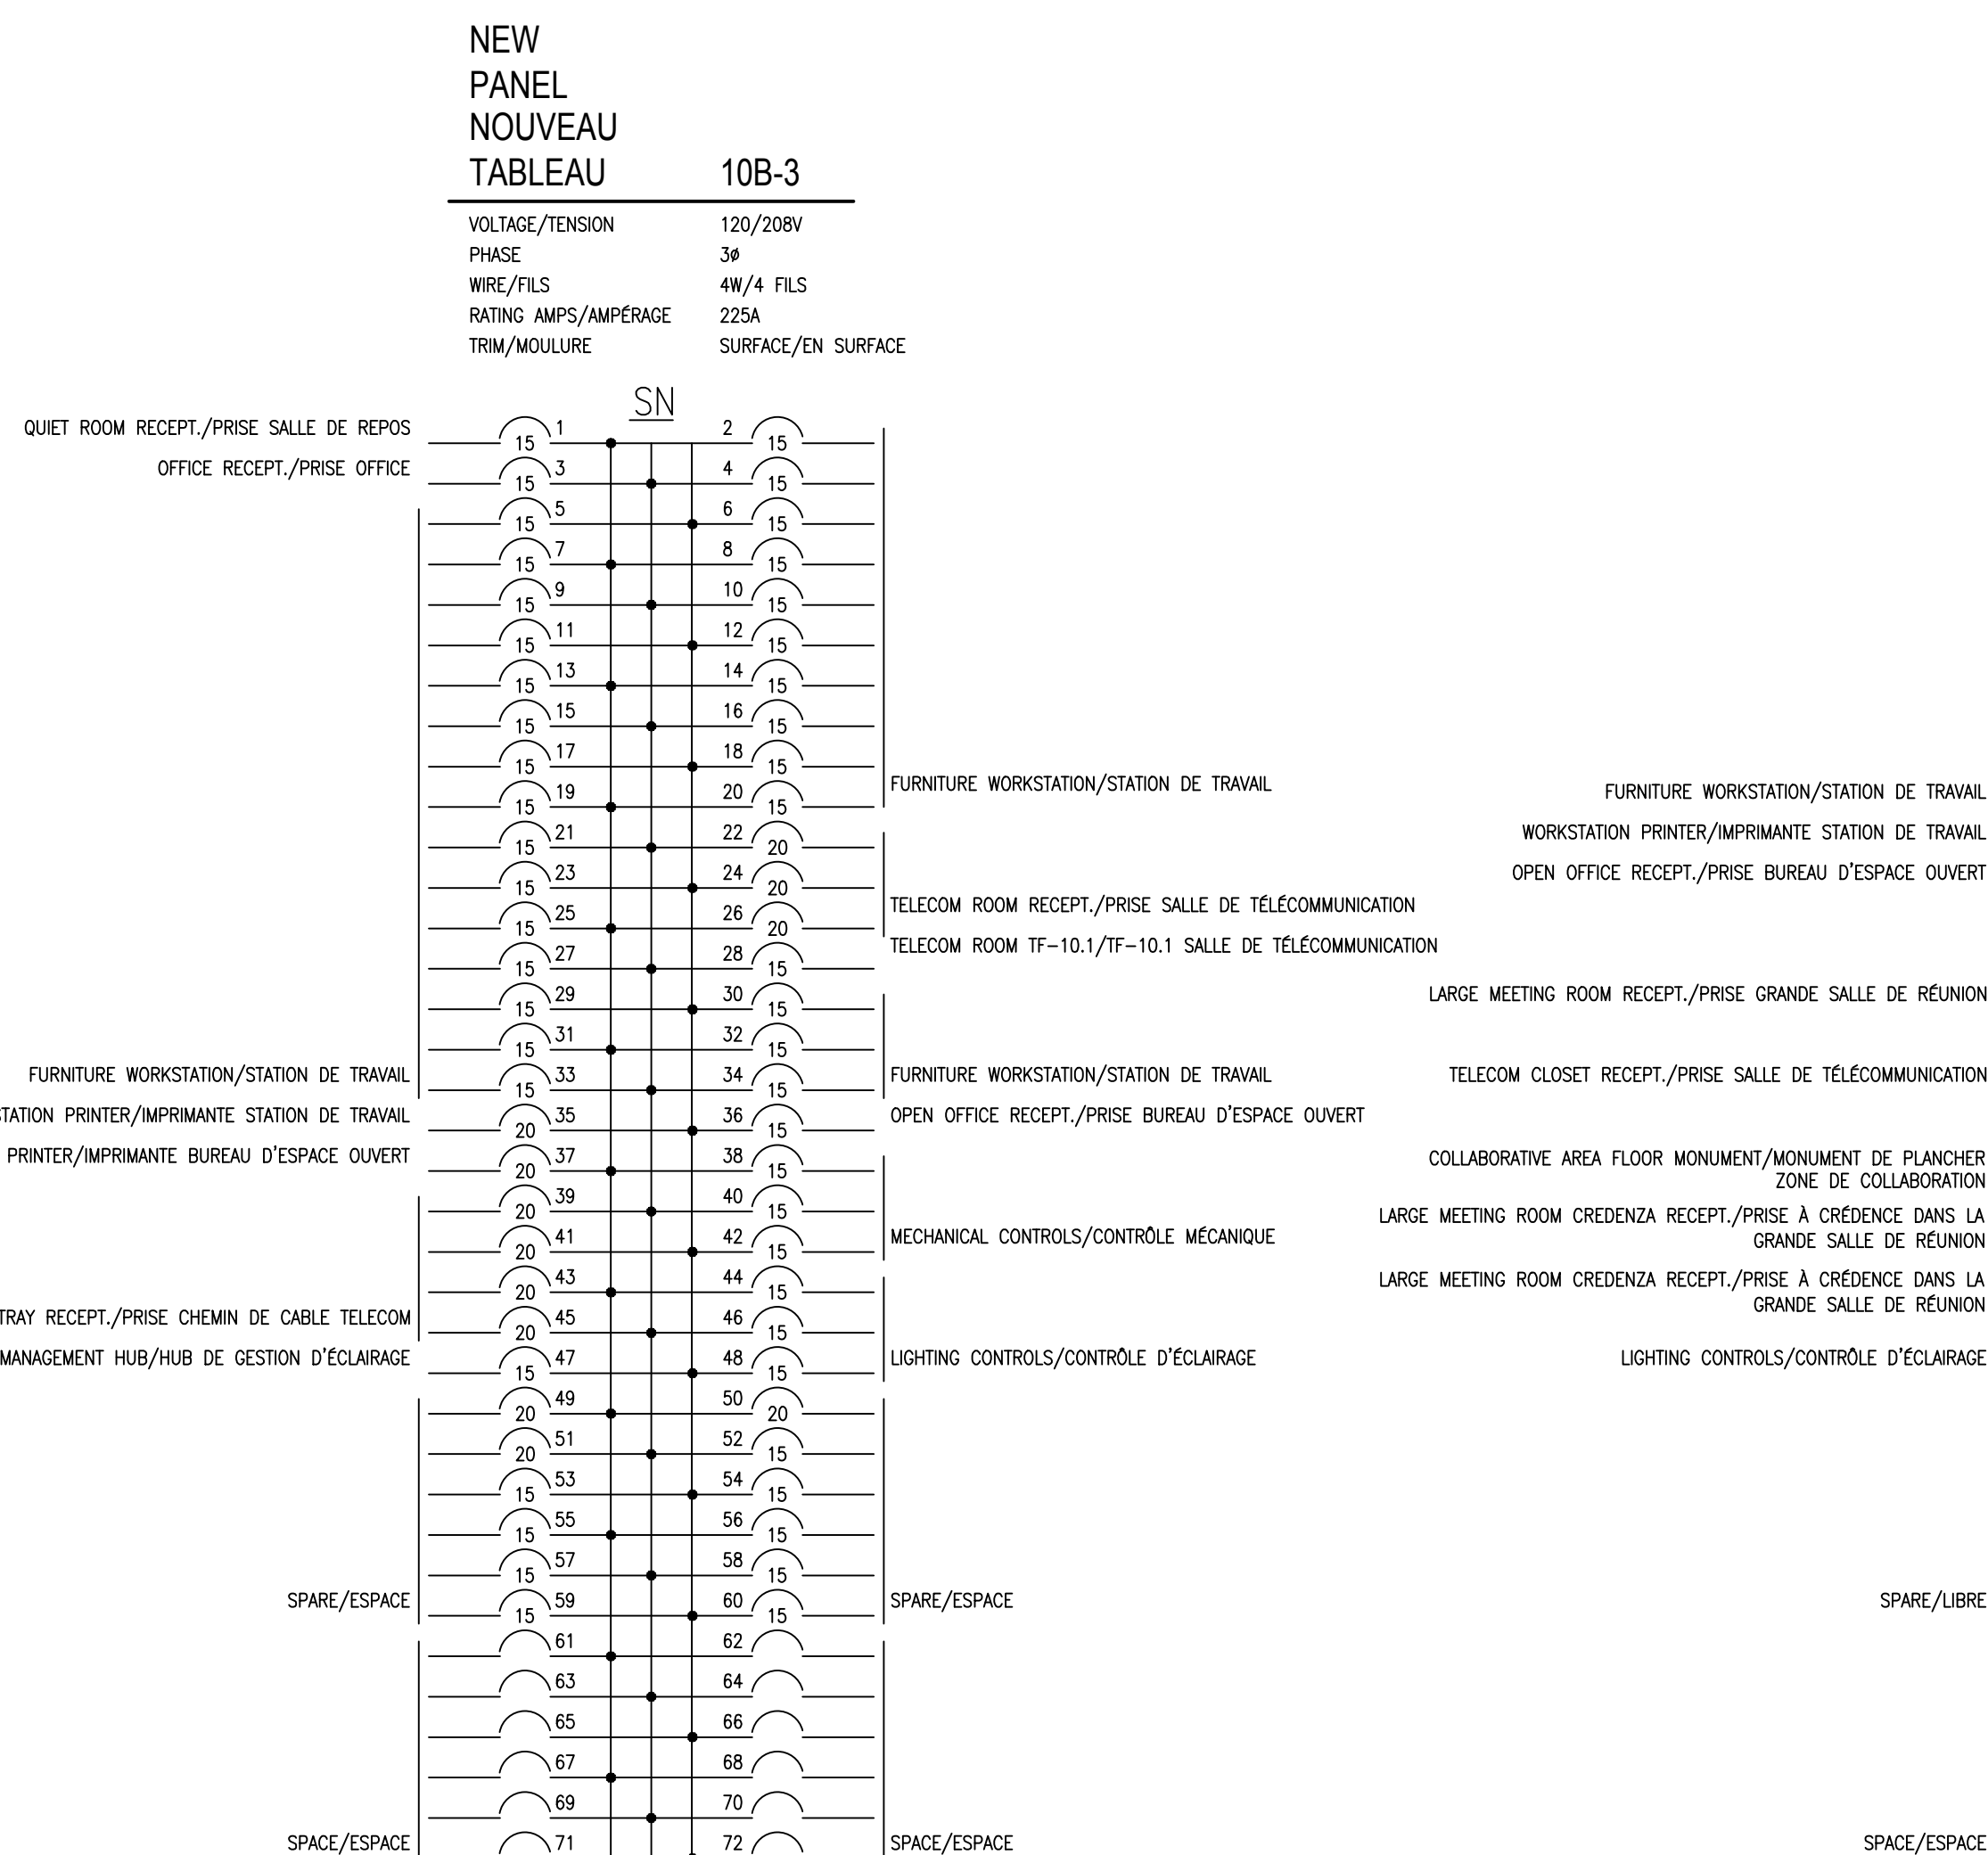 NEW
PANEL
NOUVEAU
TABLEAU 10B-3
VOLTAGE/TENSION 120/208V
PHASE 3ø
WIRE/FILS 4W/4 FILS
RATING AMPS/AMPÉRAGE 225A
TRIM/MOULURE SURFACE/EN SURFACE
SN
QUIET ROOM RECEPT./PRISE SALLE DE REPOS 15 1 2 15
OFFICE RECEPT./PRISE OFFICE 15 3 4 15
15 5 6 15
15 7 8 15
15 9 10 15
15 11 12 15
15 13 14 15
15 15 16 15
15 17 18 15
15 19 20 15 FURNITURE WORKSTATION/STATION DE TRAVAIL FURNITURE WORKSTATION/STATION DE TRAVAIL
15 21 22 20 WORKSTATION PRINTER/IMPRIMANTE STATION DE TRAVAIL
15 23 24 20 OPEN OFFICE RECEPT./PRISE BUREAU D'ESPACE OUVERT
15 25 26 20 TELECOM ROOM RECEPT./PRISE SALLE DE TÉLÉCOMMUNICATION
15 27 28 15 TELECOM ROOM TF-10.1/TF-10.1 SALLE DE TÉLÉCOMMUNICATION
15 29 30 15 LARGE MEETING ROOM RECEPT./PRISE GRANDE SALLE DE RÉUNION
15 31 32 15
FURNITURE WORKSTATION/STATION DE TRAVAIL 15 33 34 15 FURNITURE WORKSTATION/STATION DE TRAVAIL TELECOM CLOSET RECEPT./PRISE SALLE DE TÉLÉCOMMUNICATION
STATION PRINTER/IMPRIMANTE STATION DE TRAVAIL 20 35 36 15 OPEN OFFICE RECEPT./PRISE BUREAU D'ESPACE OUVERT
PRINTER/IMPRIMANTE BUREAU D'ESPACE OUVERT 20 37 38 15 COLLABORATIVE AREA FLOOR MONUMENT/MONUMENT DE PLANCHER
ZONE DE COLLABORATION
20 39 40 15 LARGE MEETING ROOM CREDENZA RECEPT./PRISE À CRÉDENCE DANS LA
20 41 42 15 MECHANICAL CONTROLS/CONTRÔLE MÉCANIQUE GRANDE SALLE DE RÉUNION
20 43 44 15 LARGE MEETING ROOM CREDENZA RECEPT./PRISE À CRÉDENCE DANS LA
GRANDE SALLE DE RÉUNION
TRAY RECEPT./PRISE CHEMIN DE CABLE TELECOM 20 45 46 15
MANAGEMENT HUB/HUB DE GESTION D'ÉCLAIRAGE 15 47 48 15 LIGHTING CONTROLS/CONTRÔLE D'ÉCLAIRAGE LIGHTING CONTROLS/CONTRÔLE D'ÉCLAIRAGE
20 49 50 20
20 51 52 15
15 53 54 15
15 55 56 15
15 57 58 15
SPARE/ESPACE 15 59 60 15 SPARE/ESPACE SPARE/LIBRE
61 62
63 64
65 66
67 68
69 70
SPACE/ESPACE 71 72 SPACE/ESPACE SPACE/ESPACE